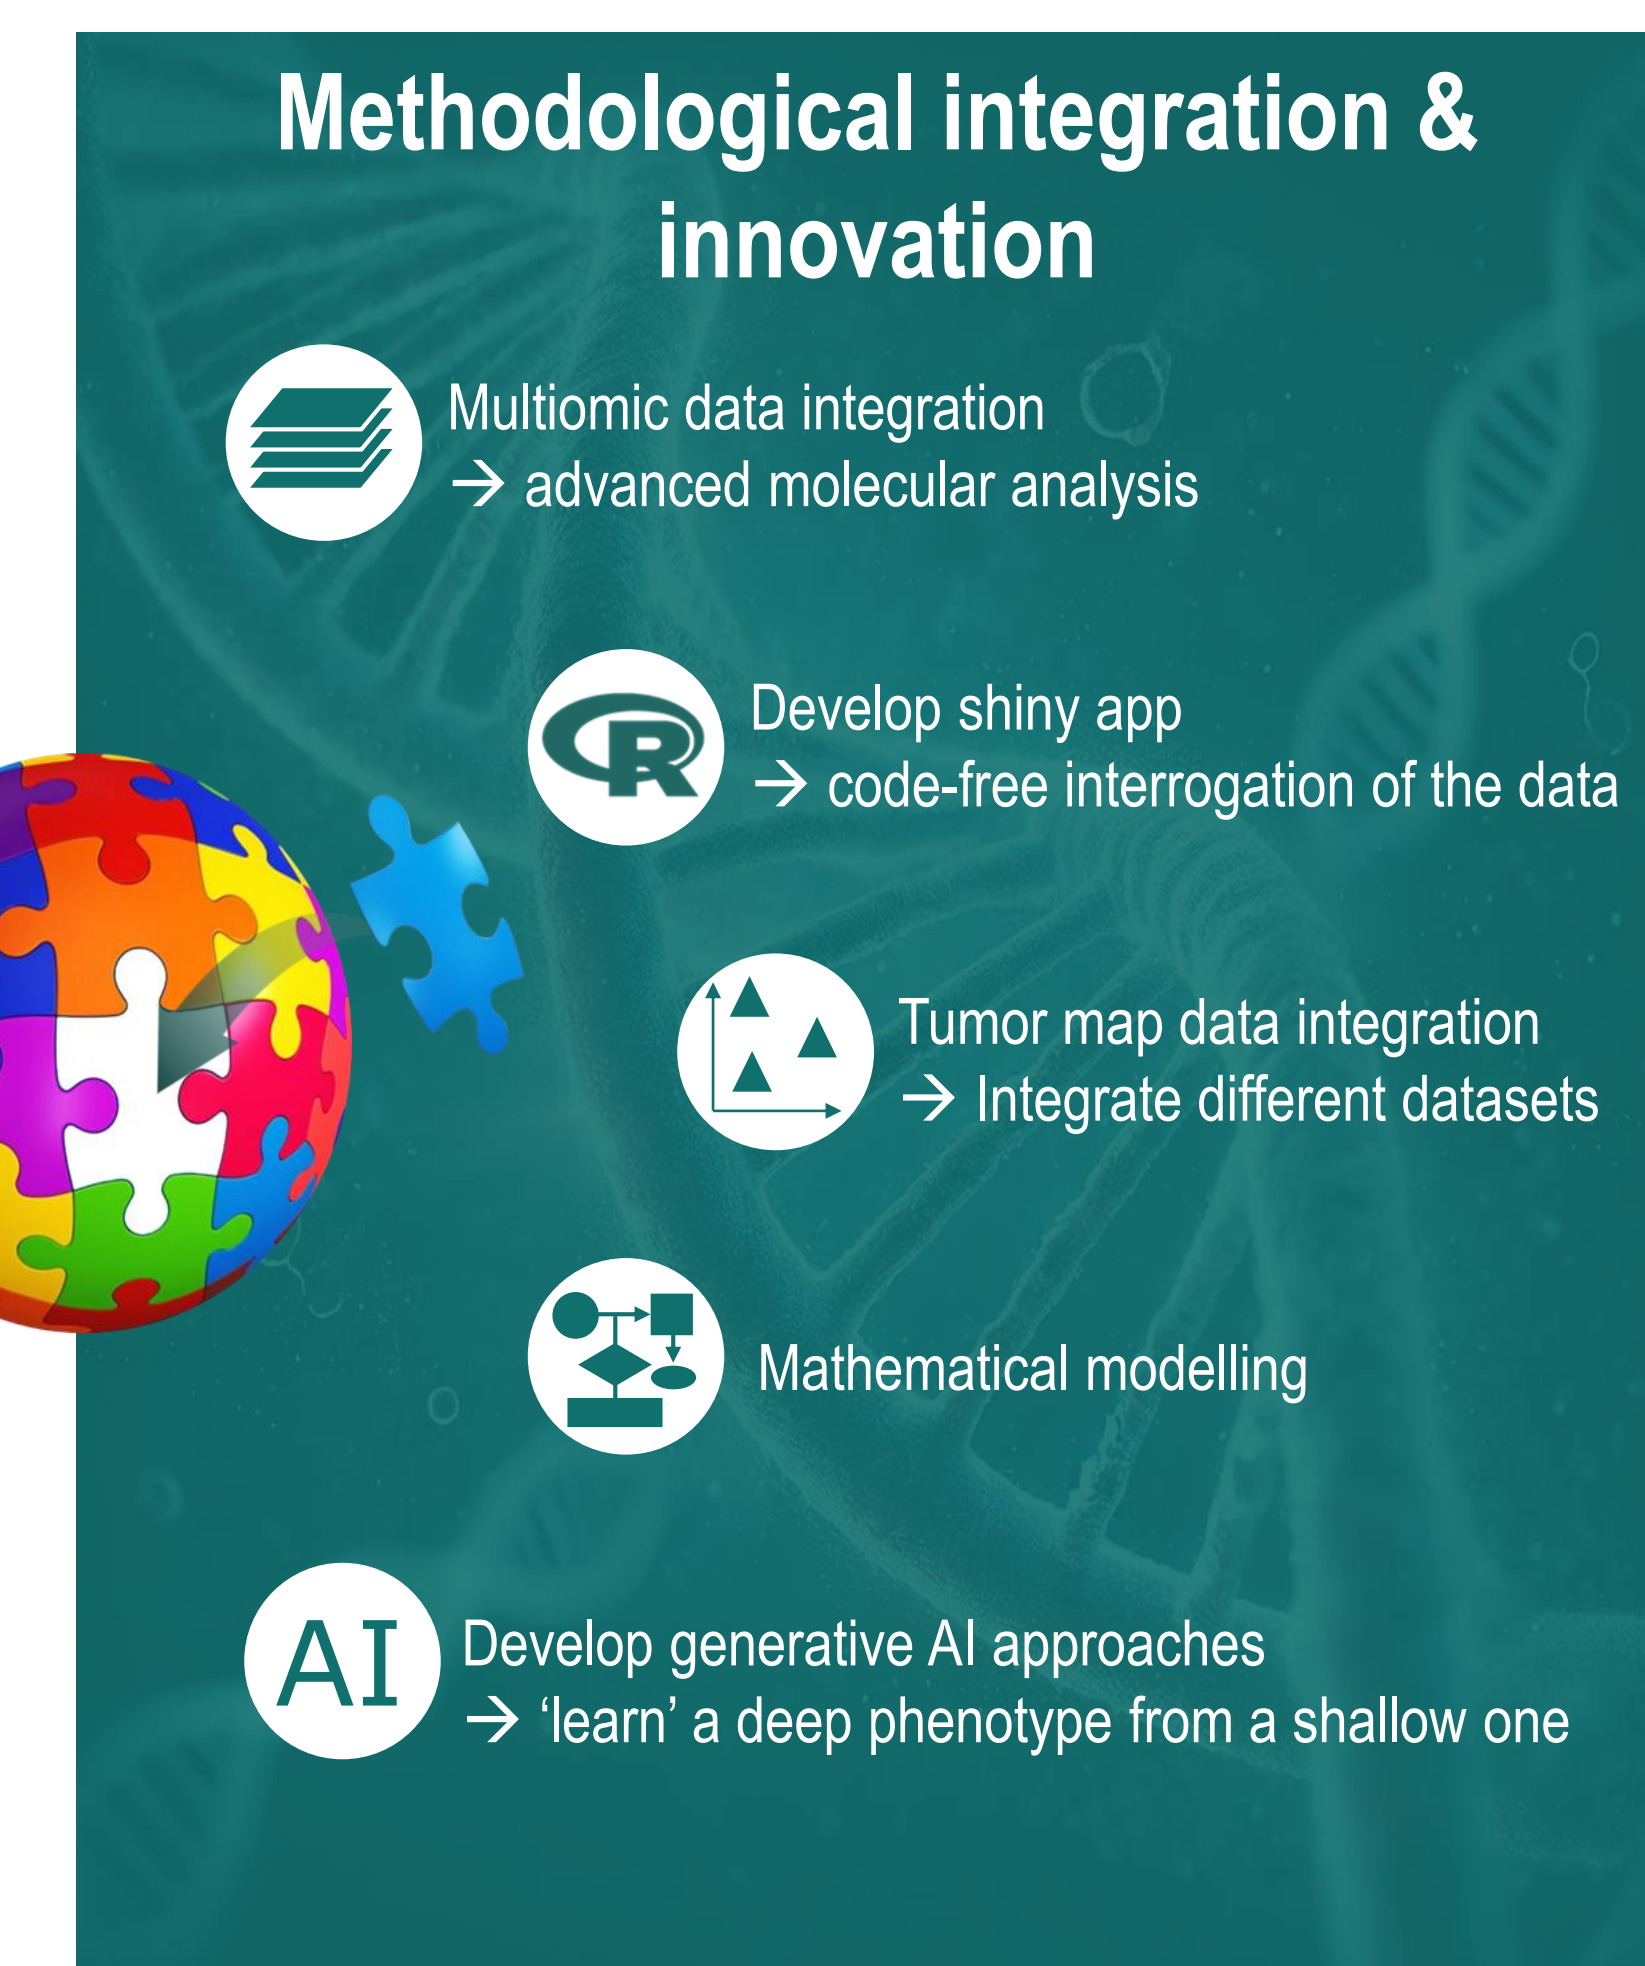 Methodological integration &
innovation
Multiomic data integration
→ advanced molecular analysis
R
Develop shiny app
→ code-free interrogation of the data
Tumor map data integration
→ Integrate different datasets
Mathematical modelling
AI
Develop generative AI approaches
→ ‘learn’ a deep phenotype from a shallow one